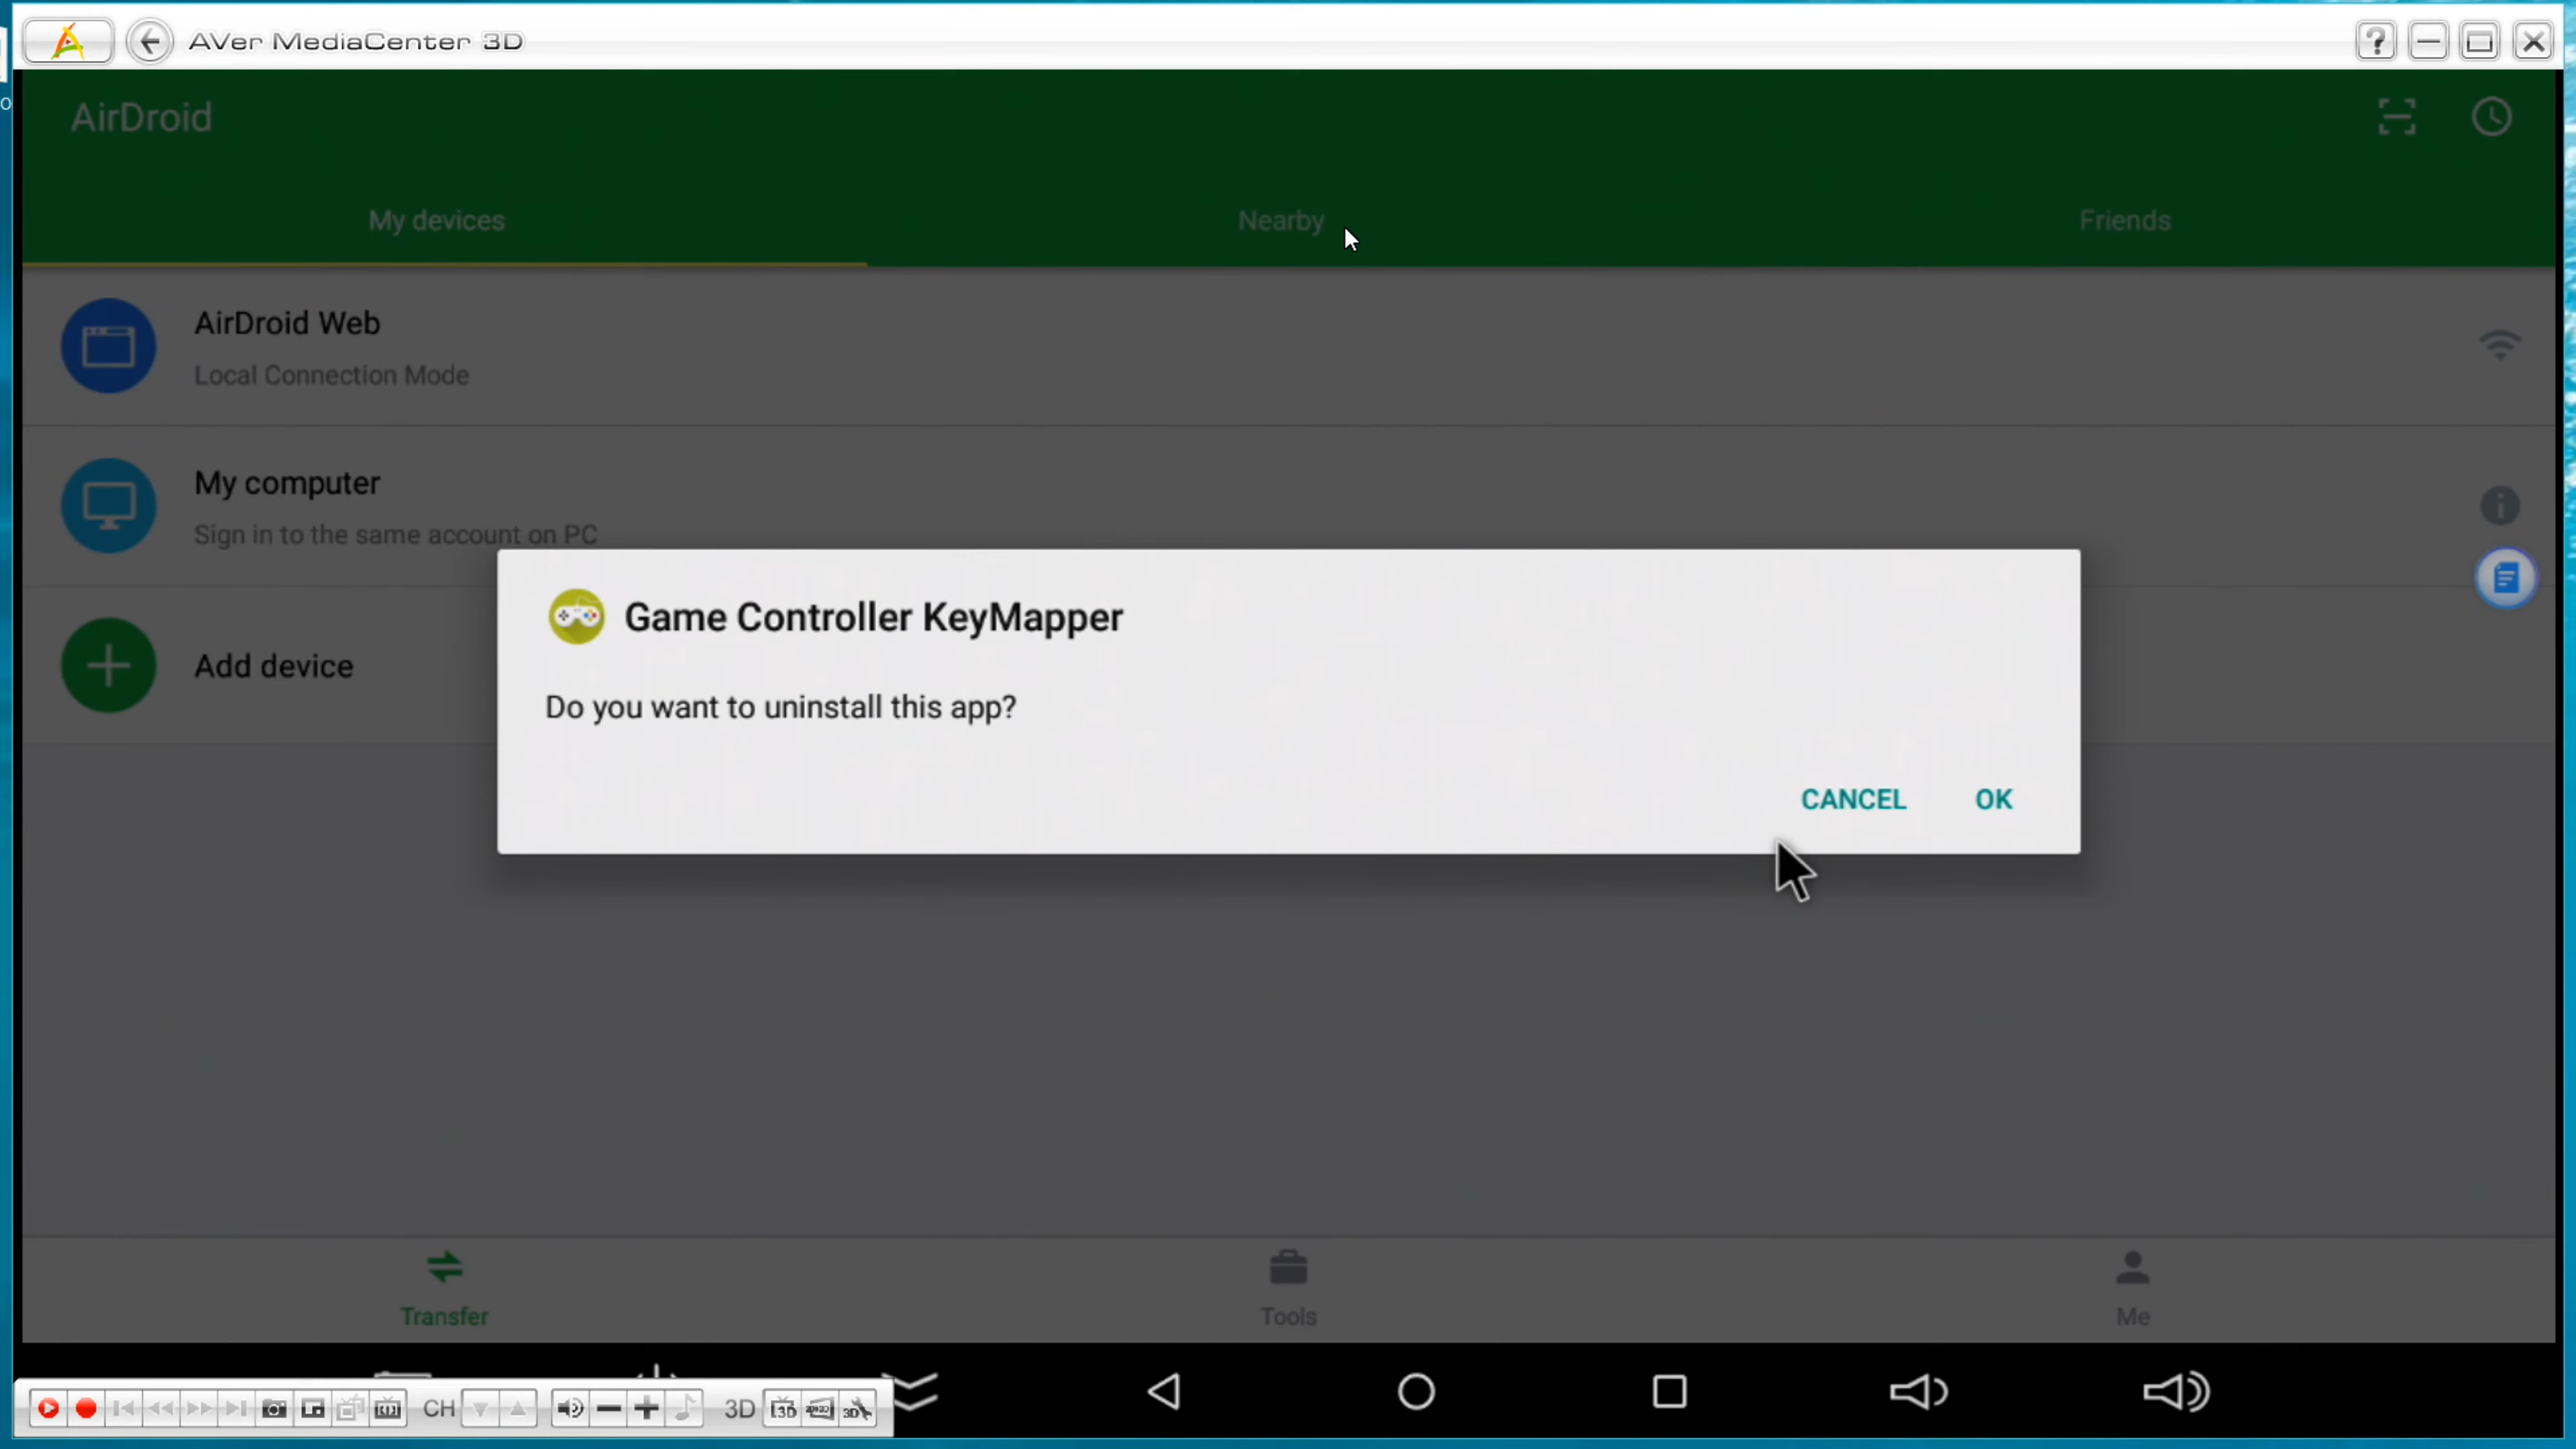 AVer MediaCenter 3D
AirDroid
My devices
Nearby
Friends
AirDroid Web
Local Connection Mode
My computer
Sign in to the same account on PC
Add device
Game Controller KeyMapper
Do you want to uninstall this app?
CANCEL
OK
Transfer
Tools
Me
CH
3D
3D
3D